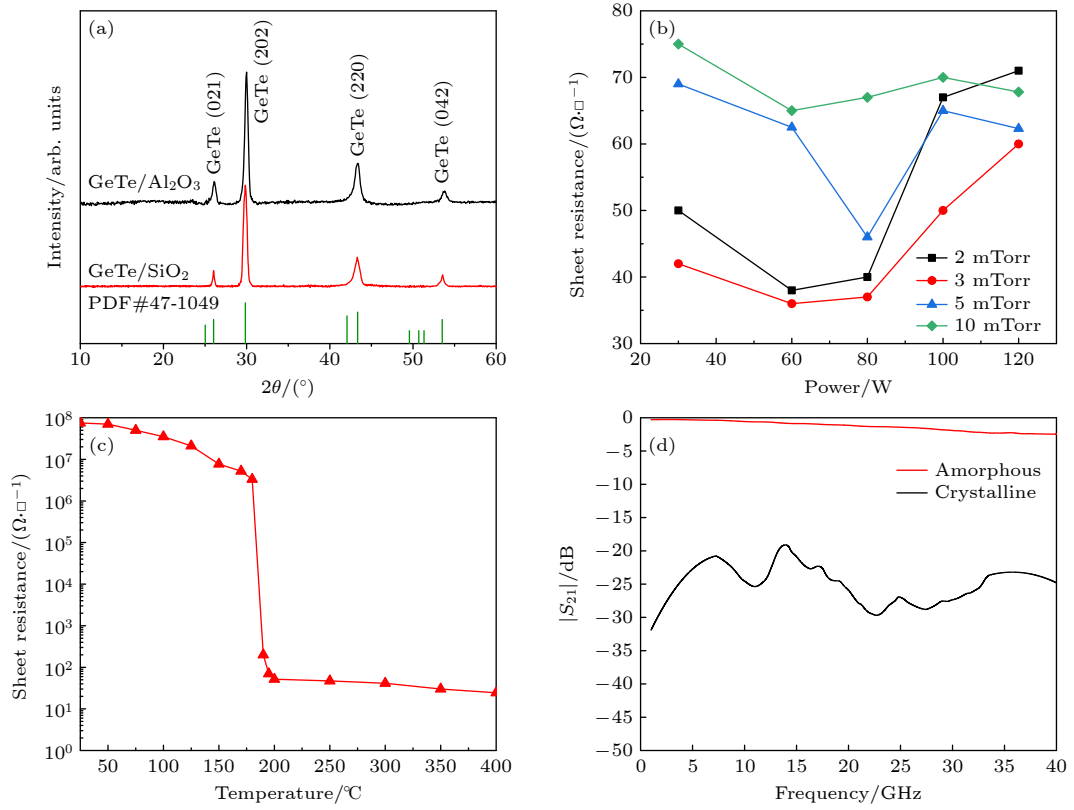 (a)
GeTe (021)
GeTe (202)
GeTe (220)
GeTe (042)
GeTe/Al₂O₃
GeTe/SiO₂
PDF#47-1049
Intensity/arb. units
10 20 30 40 50 60
2θ/(°)
(b)
Sheet resistance/(Ω·□⁻¹)
80
70
60
50
40
30
2 mTorr
3 mTorr
5 mTorr
10 mTorr
20 40 60 80 100 120
Power/W
(c)
Sheet resistance/(Ω·□⁻¹)
10⁸
10⁷
10⁶
10⁵
10⁴
10³
10²
10¹
10⁰
50 100 150 200 250 300 350 400
Temperature/℃
(d)
|S₂₁|/dB
0
−5
−10
−15
−20
−25
−30
−35
−40
−45
−50
Amorphous
Crystalline
0 5 10 15 20 25 30 35 40
Frequency/GHz